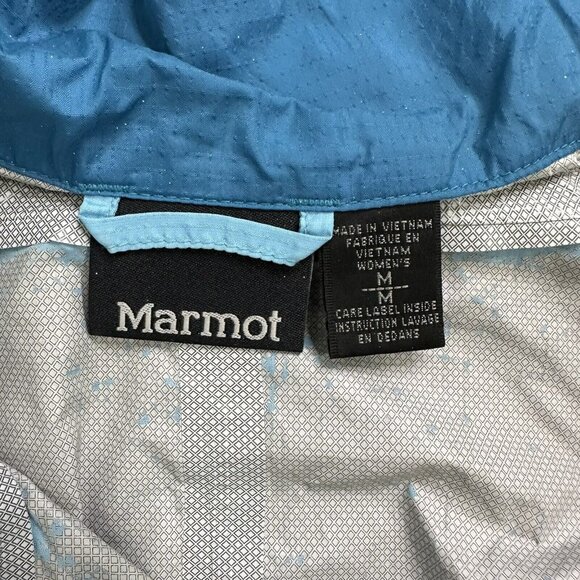 Marmot
MADE IN VIETNAM
FABRIQUE EN
VIETNAM
WOMEN'S
M
M
CARE LABEL INSIDE
INSTRUCTION LAVAGE
EN DEDANS